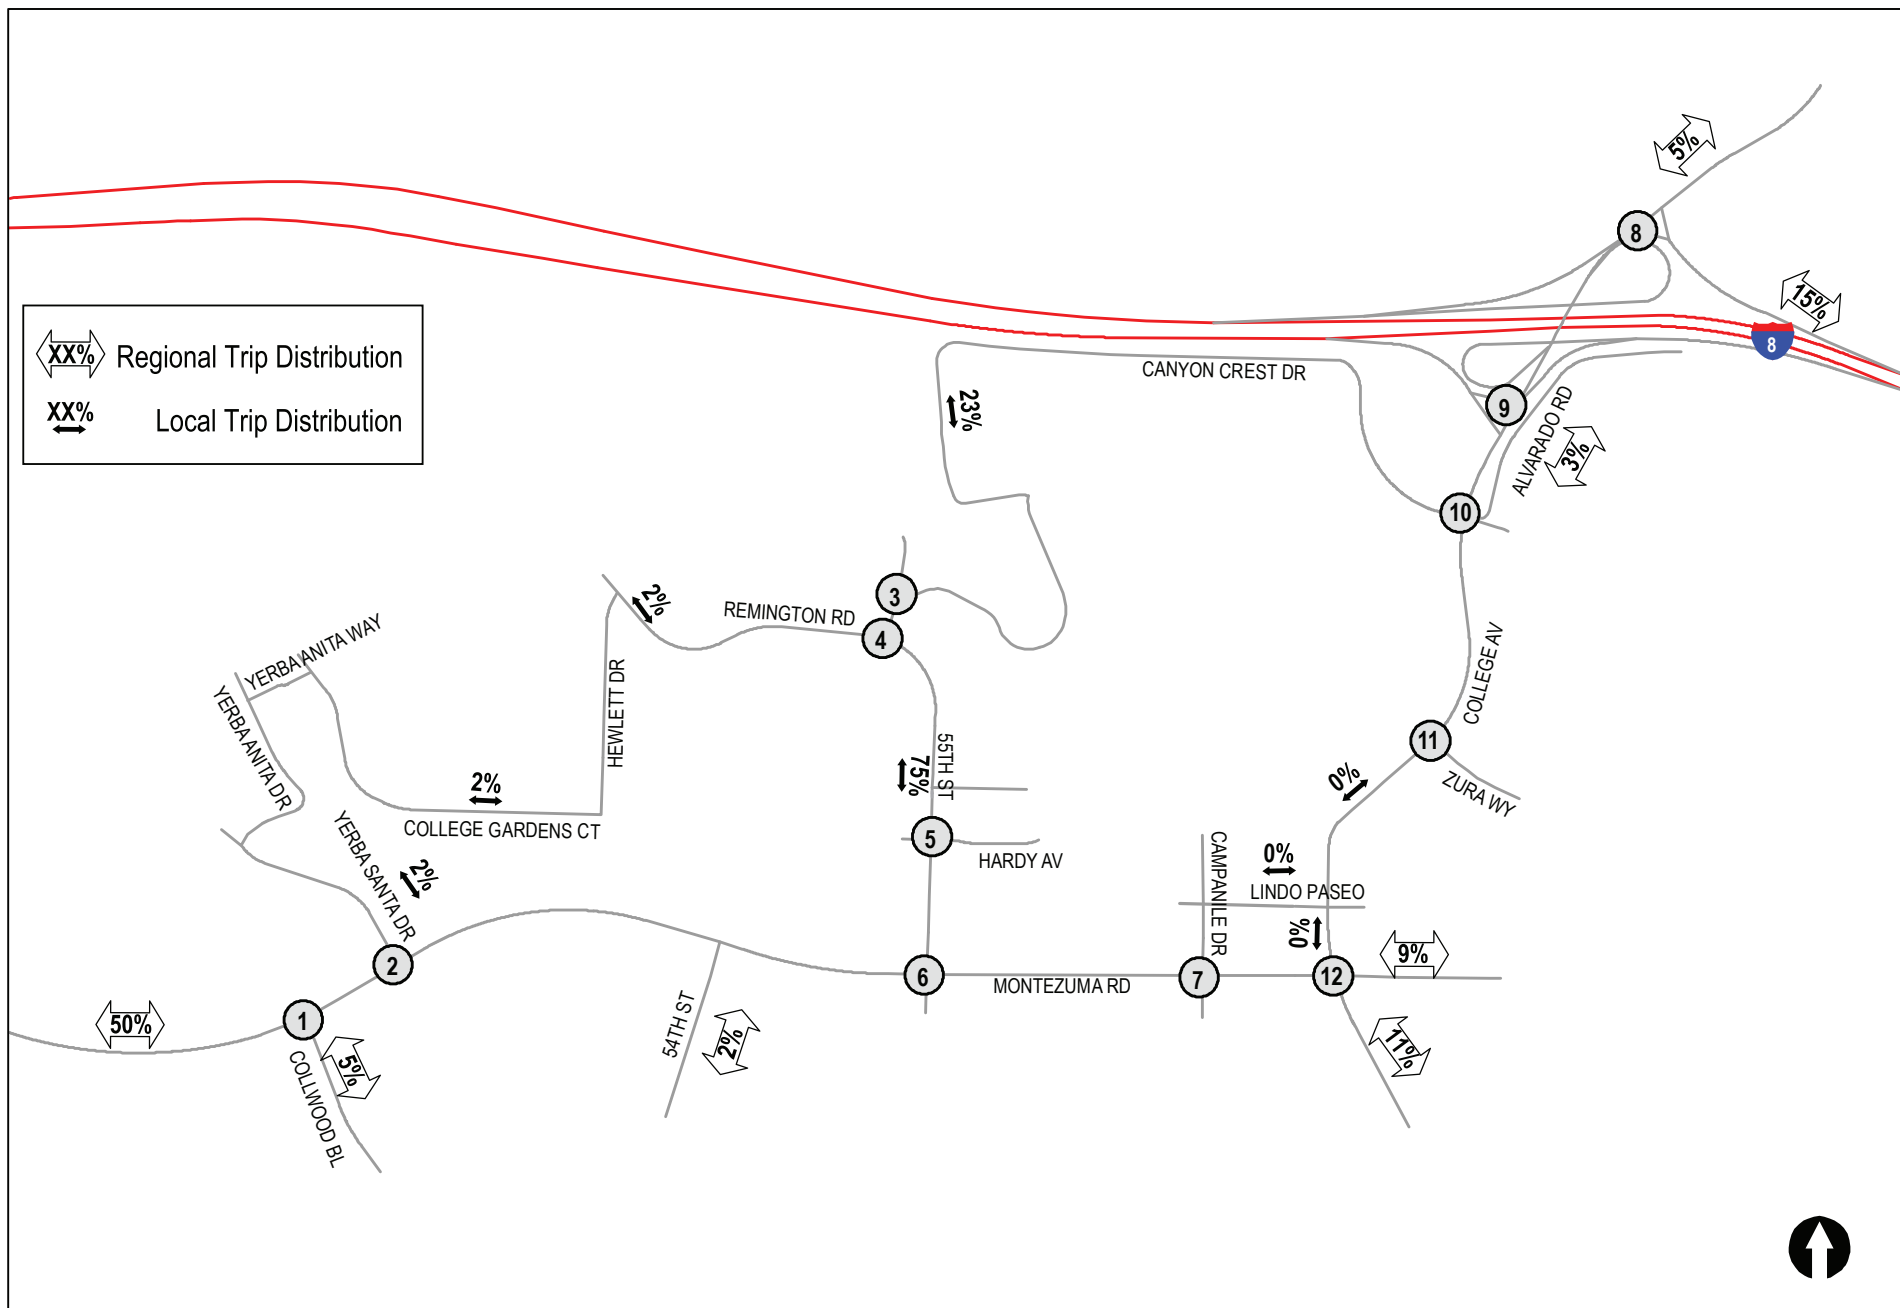 5%
8
15%
8
XX% Regional Trip Distribution
XX% Local Trip Distribution
CANYON CREST DR
23%
9
ALVARADO RD
3%
10
3
2%
REMINGTON RD
4
YERBA ANITA WAY
YERBA ANITA DR
HEWLETT DR
COLLEGE AV
55TH ST
75%
11
ZURA WY
0%
2%
COLLEGE GARDENS CT
YERBA SANTA DR
2%
5
HARDY AV
CAMPANILE DR
0%
LINDO PASEO
0%
2
6
MONTEZUMA RD
7
12
9%
50%
1
5%
COLLWOOD BL
54TH ST
2%
11%